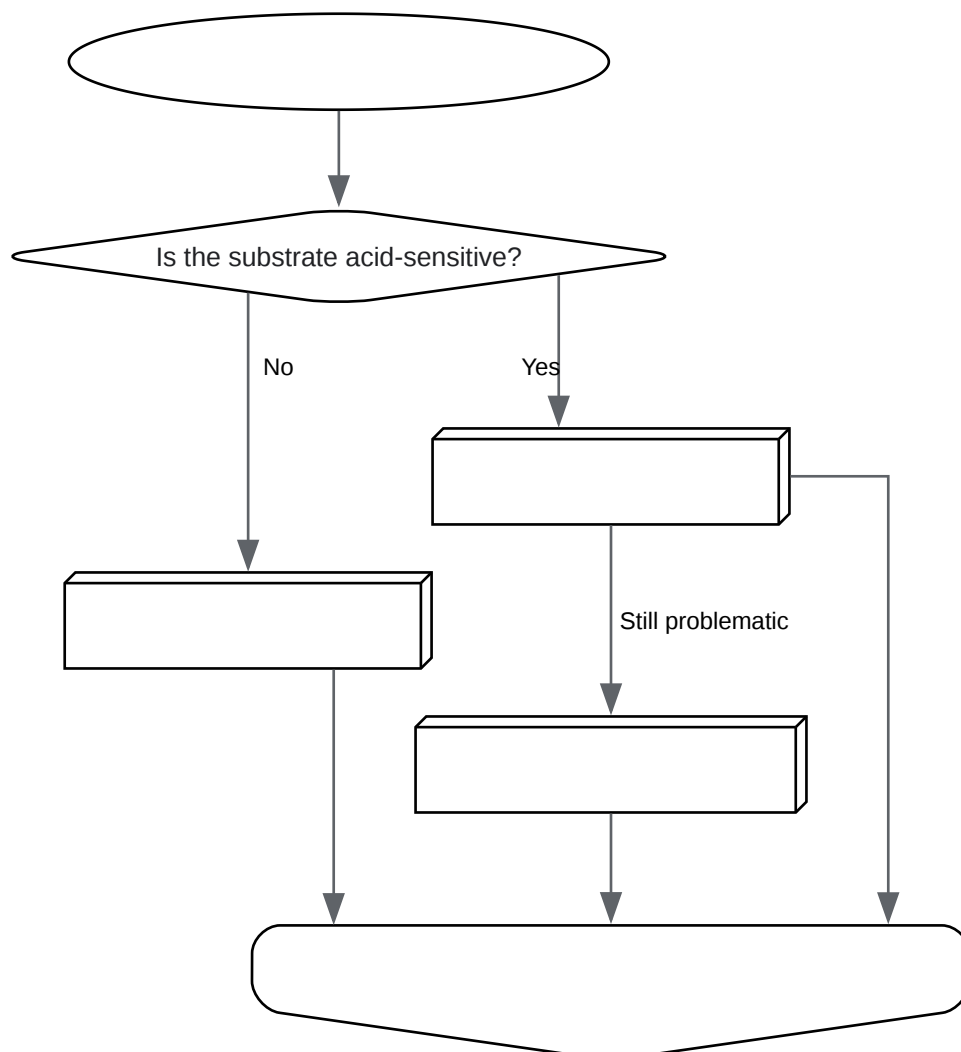 Is the substrate acid-sensitive?
No
Yes
Still problematic